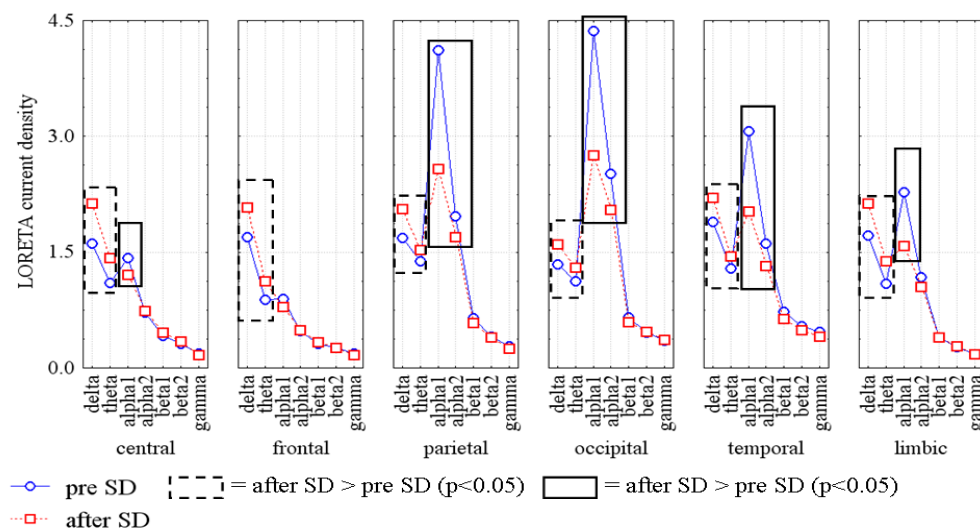 4.5
3.0
1.5
0.0
LORETA current density
delta theta alpha1 alpha2 beta1 beta2 gamma
delta theta alpha1 alpha2 beta1 beta2 gamma
delta theta alpha1 alpha2 beta1 beta2 gamma
delta theta alpha1 alpha2 beta1 beta2 gamma
delta theta alpha1 alpha2 beta1 beta2 gamma
delta theta alpha1 alpha2 beta1 beta2 gamma
central frontal parietal occipital temporal limbic
pre SD = after SD > pre SD (p<0.05) = after SD > pre SD (p<0.05)
after SD